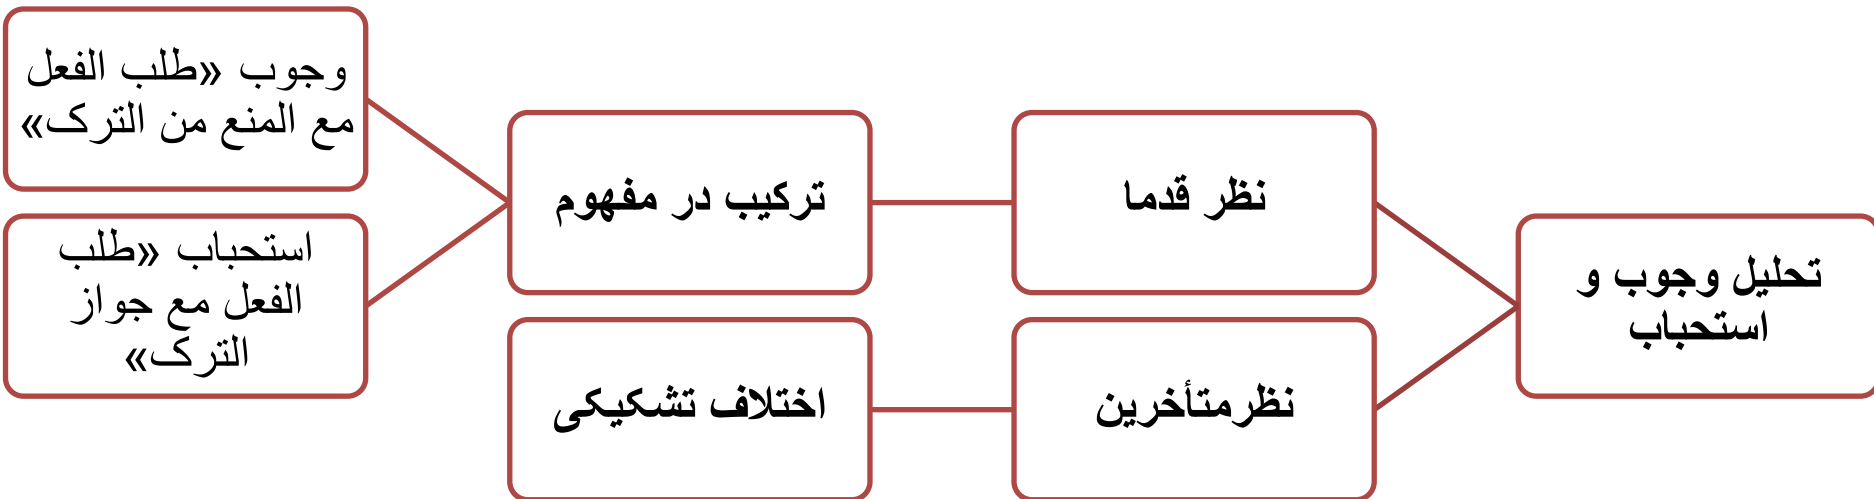 تحلیل وجوب و
استحباب
نظر قدما
ترکیب در مفهوم
وجوب «طلب الفعل
مع المنع من الترک»
استحباب «طلب
الفعل مع جواز
الترک»
نظرمتأخرین
اختلاف تشکیکی